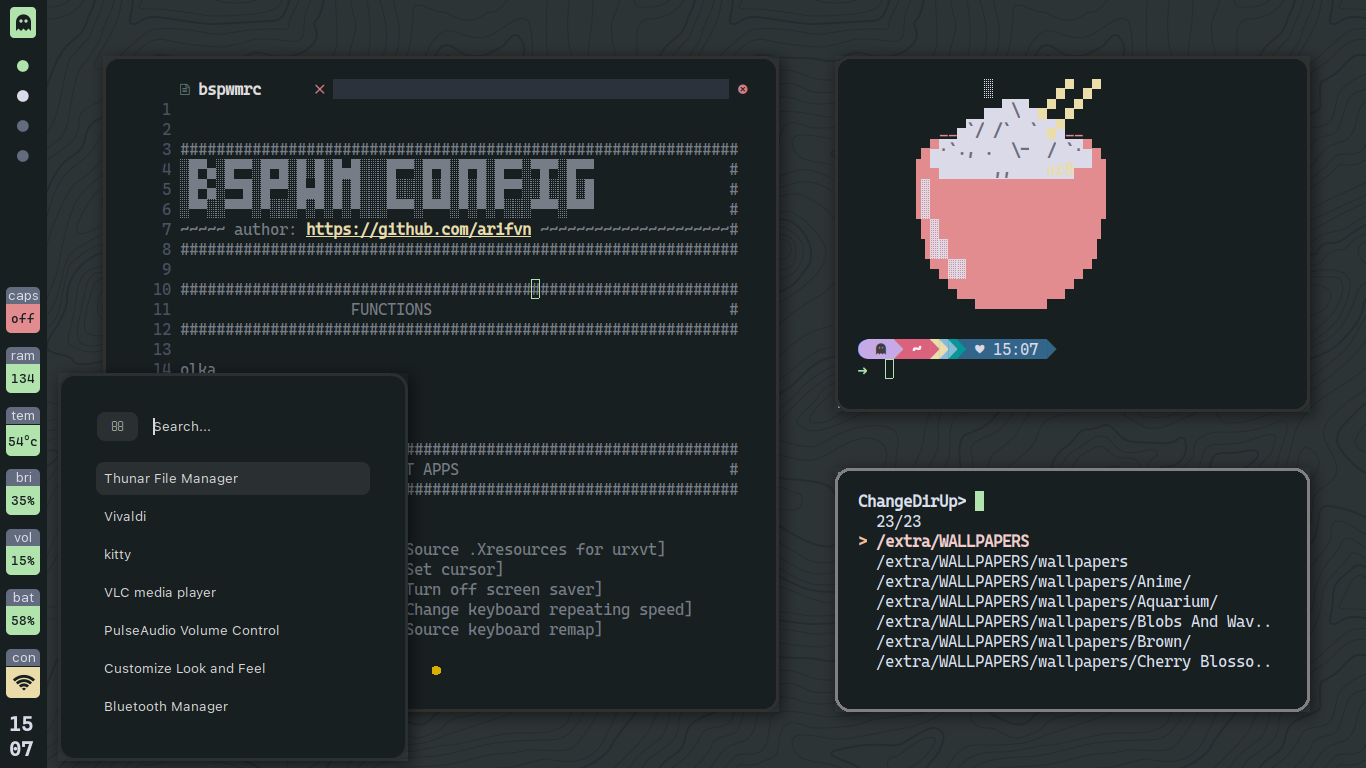 caps
off
ram
134
tem
54°c
bri
35%
vol
15%
bat
58%
con
15
07
bspwmrc
1
2
3 ##############################################################
4 BSPWM CONFIG #
5 #
6 #
7 ~~~~~ author: https://github.com/arifvn ~~~~~~~~~~~~~~~~~~~~~#
8 ##############################################################
9
10 ##############################################################
11 FUNCTIONS #
12 ##############################################################
13
14 olka
#####################################
T APPS #
#####################################
Source .Xresources for urxvt]
Set cursor]
Turn off screen saver]
Change keyboard repeating speed]
Source keyboard remap]
Search...
Thunar File Manager
Vivaldi
kitty
VLC media player
PulseAudio Volume Control
Customize Look and Feel
Bluetooth Manager
~ 15:07
➜
ChangeDirUp>
23/23
> /extra/WALLPAPERS
/extra/WALLPAPERS/wallpapers
/extra/WALLPAPERS/wallpapers/Anime/
/extra/WALLPAPERS/wallpapers/Aquarium/
/extra/WALLPAPERS/wallpapers/Blobs And Wav..
/extra/WALLPAPERS/wallpapers/Brown/
/extra/WALLPAPERS/wallpapers/Cherry Blosso..